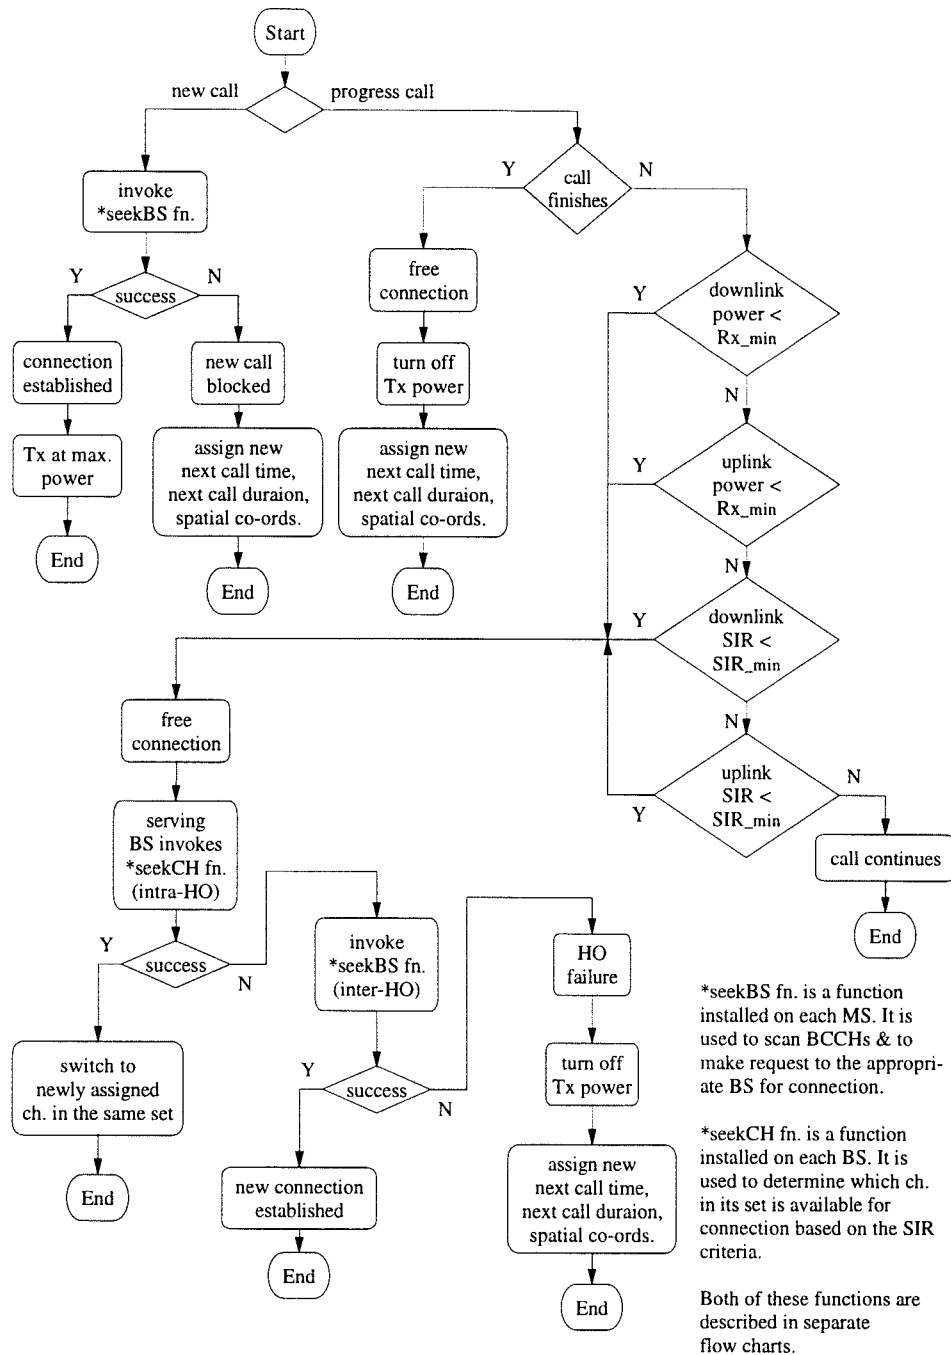 Start
new call
progress call
invoke
*seekBS fn.
Y
N
success
connection
established
new call
blocked
Tx at max.
power
assign new
next call time,
next call duraion,
spatial co-ords.
End
End
Y
N
call
finishes
free
connection
turn off
Tx power
assign new
next call time,
next call duraion,
spatial co-ords.
End
Y
downlink
power <
Rx_min
N
Y
uplink
power <
Rx_min
N
Y
downlink
SIR <
SIR_min
N
Y
uplink
SIR <
SIR_min
N
call continues
End
free
connection
serving
BS invokes
*seekCH fn.
(intra-HO)
Y
success
N
switch to
newly assigned
ch. in the same set
End
invoke
*seekBS fn.
(inter-HO)
Y
success
N
new connection
established
End
HO
failure
turn off
Tx power
assign new
next call time,
next call duraion,
spatial co-ords.
End
*seekBS fn. is a function
installed on each MS. It is
used to scan BCCHs & to
make request to the appropri-
ate BS for connection.
*seekCH fn. is a function
installed on each BS. It is
used to determine which ch.
in its set is available for
connection based on the SIR
criteria.
Both of these functions are
described in separate
flow charts.